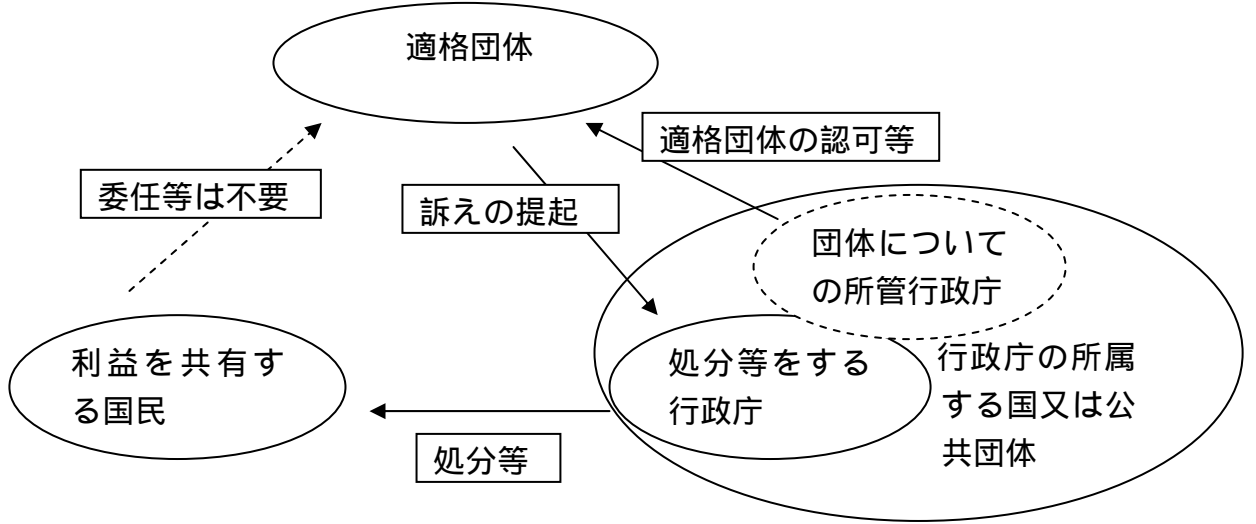 適格団体
適格団体の認可等
委任等は不要
訴えの提起
団体について
の所管行政庁
利益を共有す
る国民
処分等をする
行政庁
行政庁の所属
する国又は公
共団体
処分等